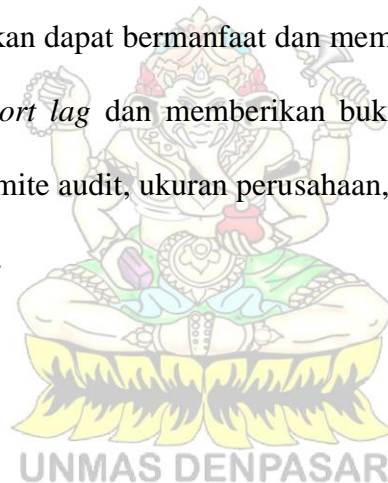 kan dapat bermanfaat dan mem
ort lag dan memberikan buk
mite audit, ukuran perusahaan,
UNMAS DENPASAR